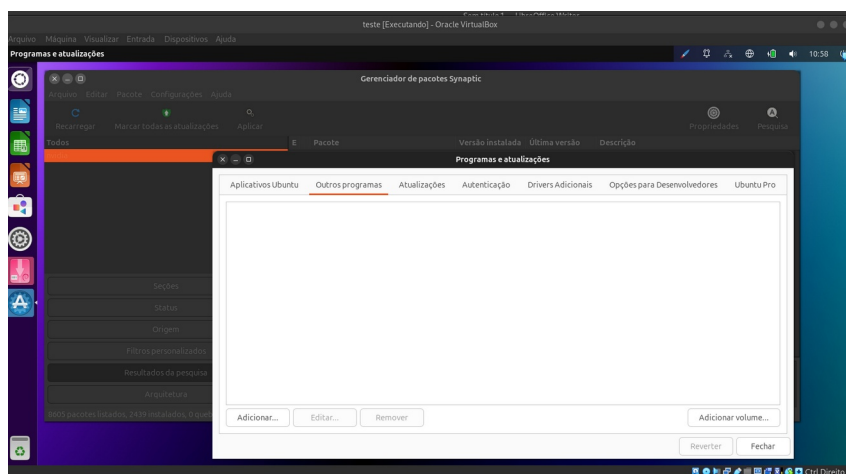 teste [Executando] - Oracle VirtualBox
Arquivo Máquina Visualizar Entrada Dispositivos Ajuda
Programas e atualizações
10:58
Gerenciador de pacotes Synaptic
Arquivo Editar Pacote Configurações Ajuda
Recarregar Marcar todas as atualizações Aplicar Propriedades Pesquisa
Todos E Pacote Versão instalada Última versão Descrição
Programas e atualizações
Aplicativos Ubuntu Outros programas Atualizações Autenticação Drivers Adicionais Opções para Desenvolvedores Ubuntu Pro
Seções
Status
Origem
Filtros personalizados
Resultados da pesquisa
Arquitetura
8605 pacotes listados, 2439 instalados, 0
Adicionar... Editar... Remover Adicionar volume...
Reverter Fechar
Ctrl Direito